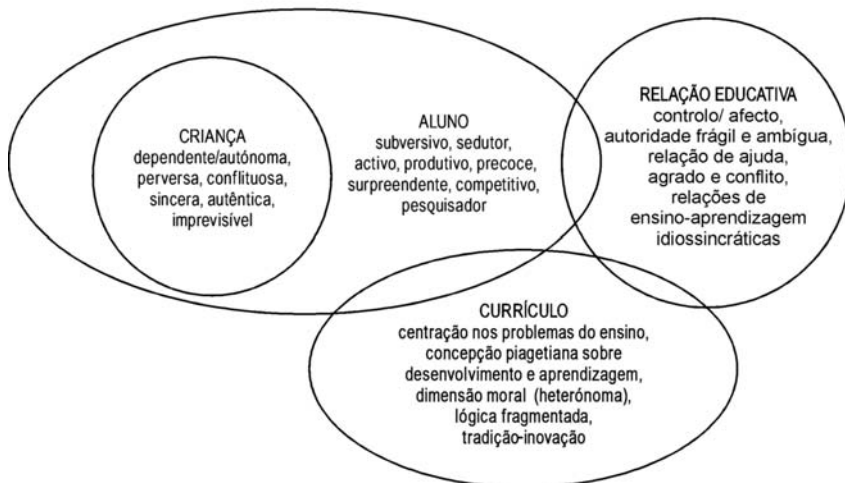 CRIANÇA
dependente/autónoma,
perversa, conflituosa,
sincera, autêntica,
imprevisível
ALUNO
subversivo, sedutor,
activo, produtivo, precoce,
surpreendente, competitivo,
pesquisador
RELAÇÃO EDUCATIVA
controlo/ afecto,
autoridade frágil e ambígua,
relação de ajuda,
agrado e conflito,
relações de
ensino-aprendizagem
idiossincráticas
CURRÍCULO
centração nos problemas do ensino,
concepção piagetiana sobre
desenvolvimento e aprendizagem,
dimensão moral (heterónoma),
lógica fragmentada,
tradição-inovação